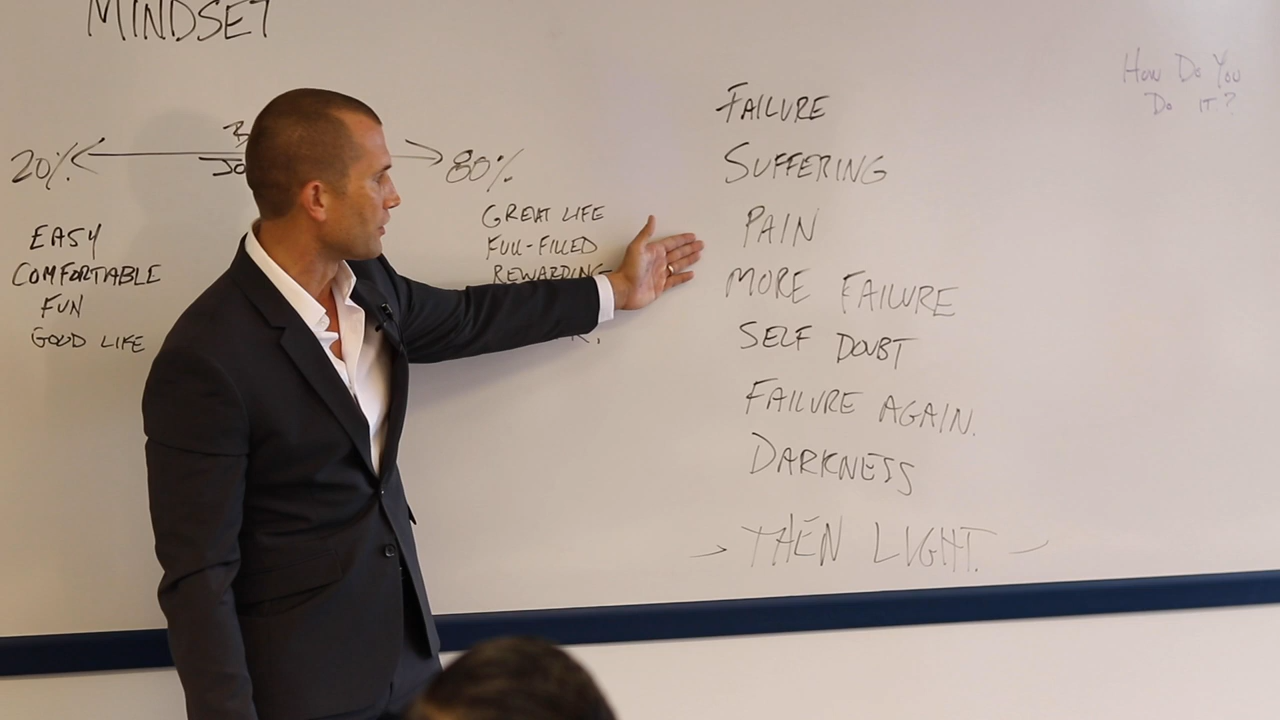 MINDSET
20%
80%
EASY
COMFORTABLE
FUN
GOOD LIFE
GREAT LIFE
FULL-FILLED
REWARDING
FAILURE
SUFFERING
PAIN
MORE FAILURE
SELF DOUBT
FAILURE AGAIN.
DARKNESS
→ THEN LIGHT.
How Do You
Do IT?